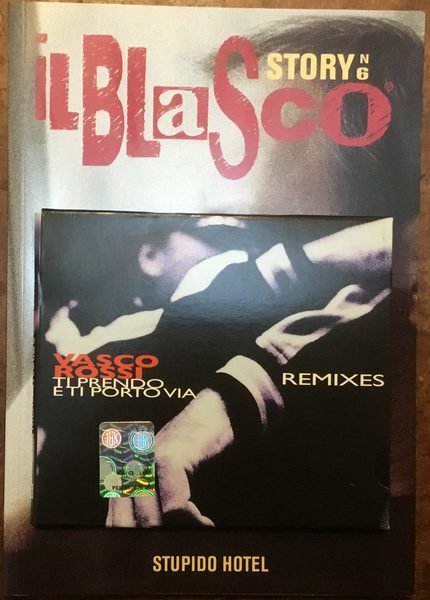 STORY N6
ilBlaSco®
VASCO
ROSSI
TI PRENDO
E TI PORTO VIA
REMIXES
STUPIDO HOTEL